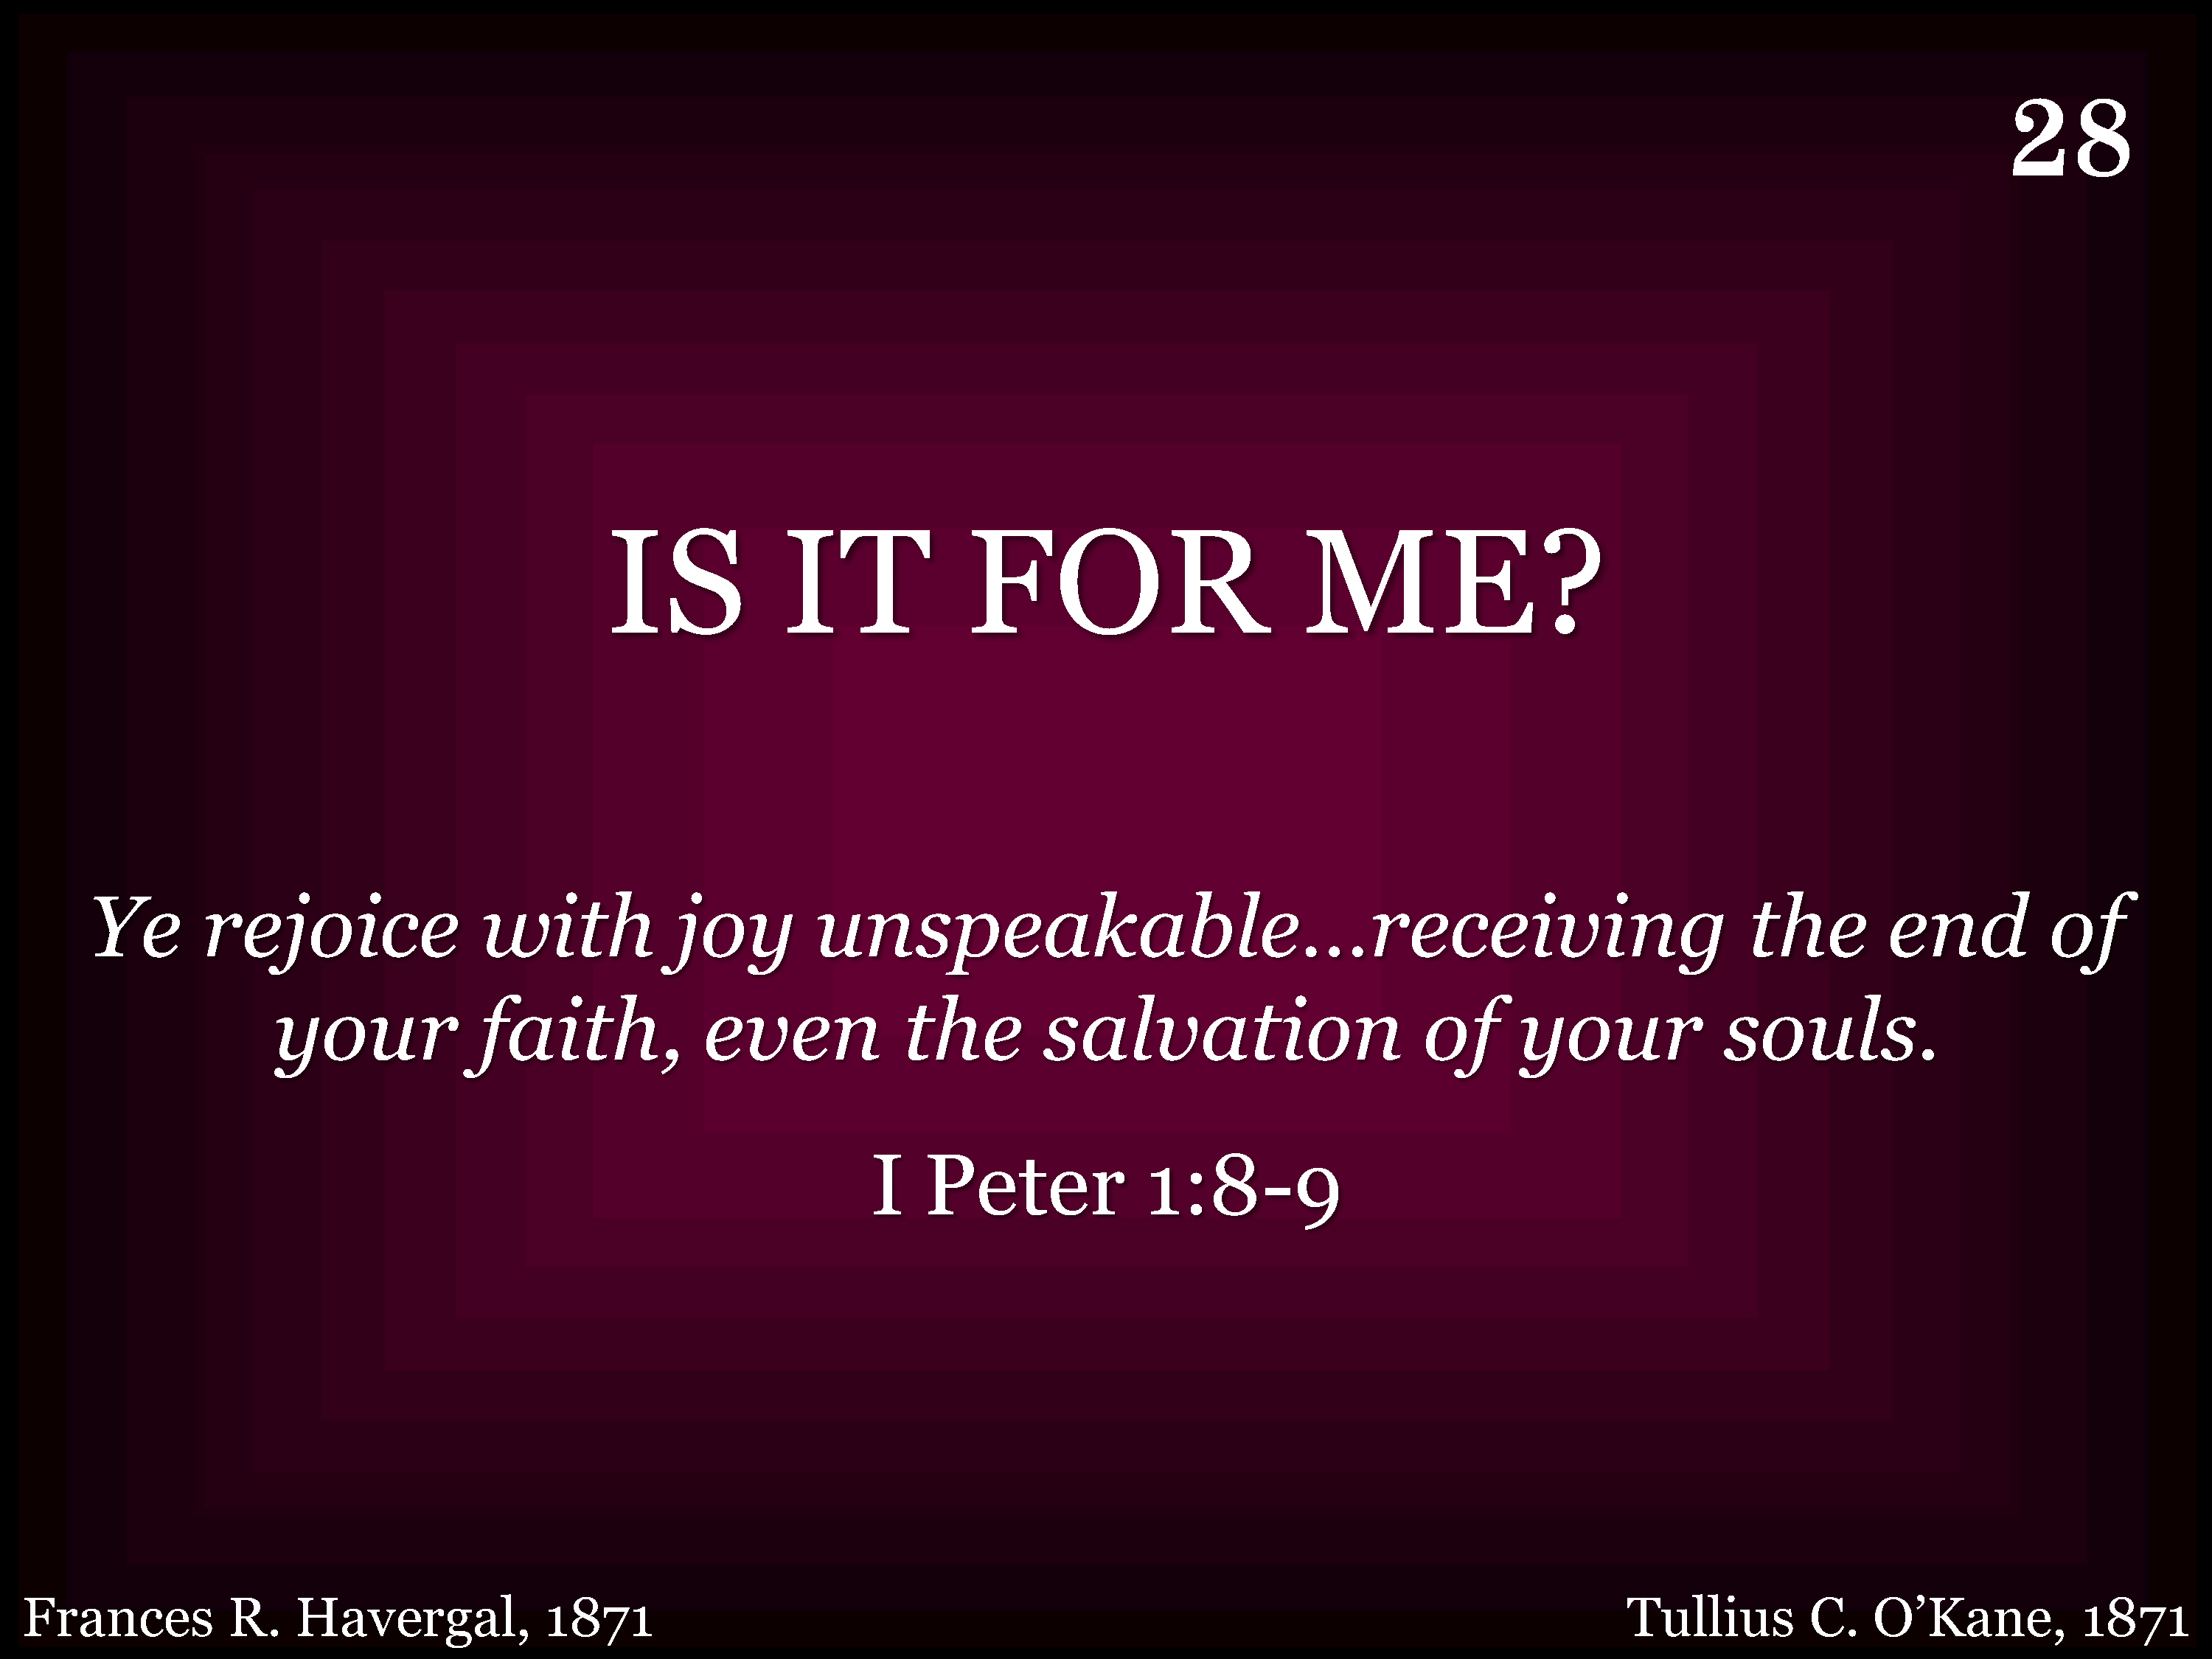 28
IS IT FOR ME?
Ye rejoice with joy unspeakable…receiving the end of
your faith, even the salvation of your souls.
I Peter 1:8-9
Frances R. Havergal, 1871
Tullius C. O’Kane, 1871